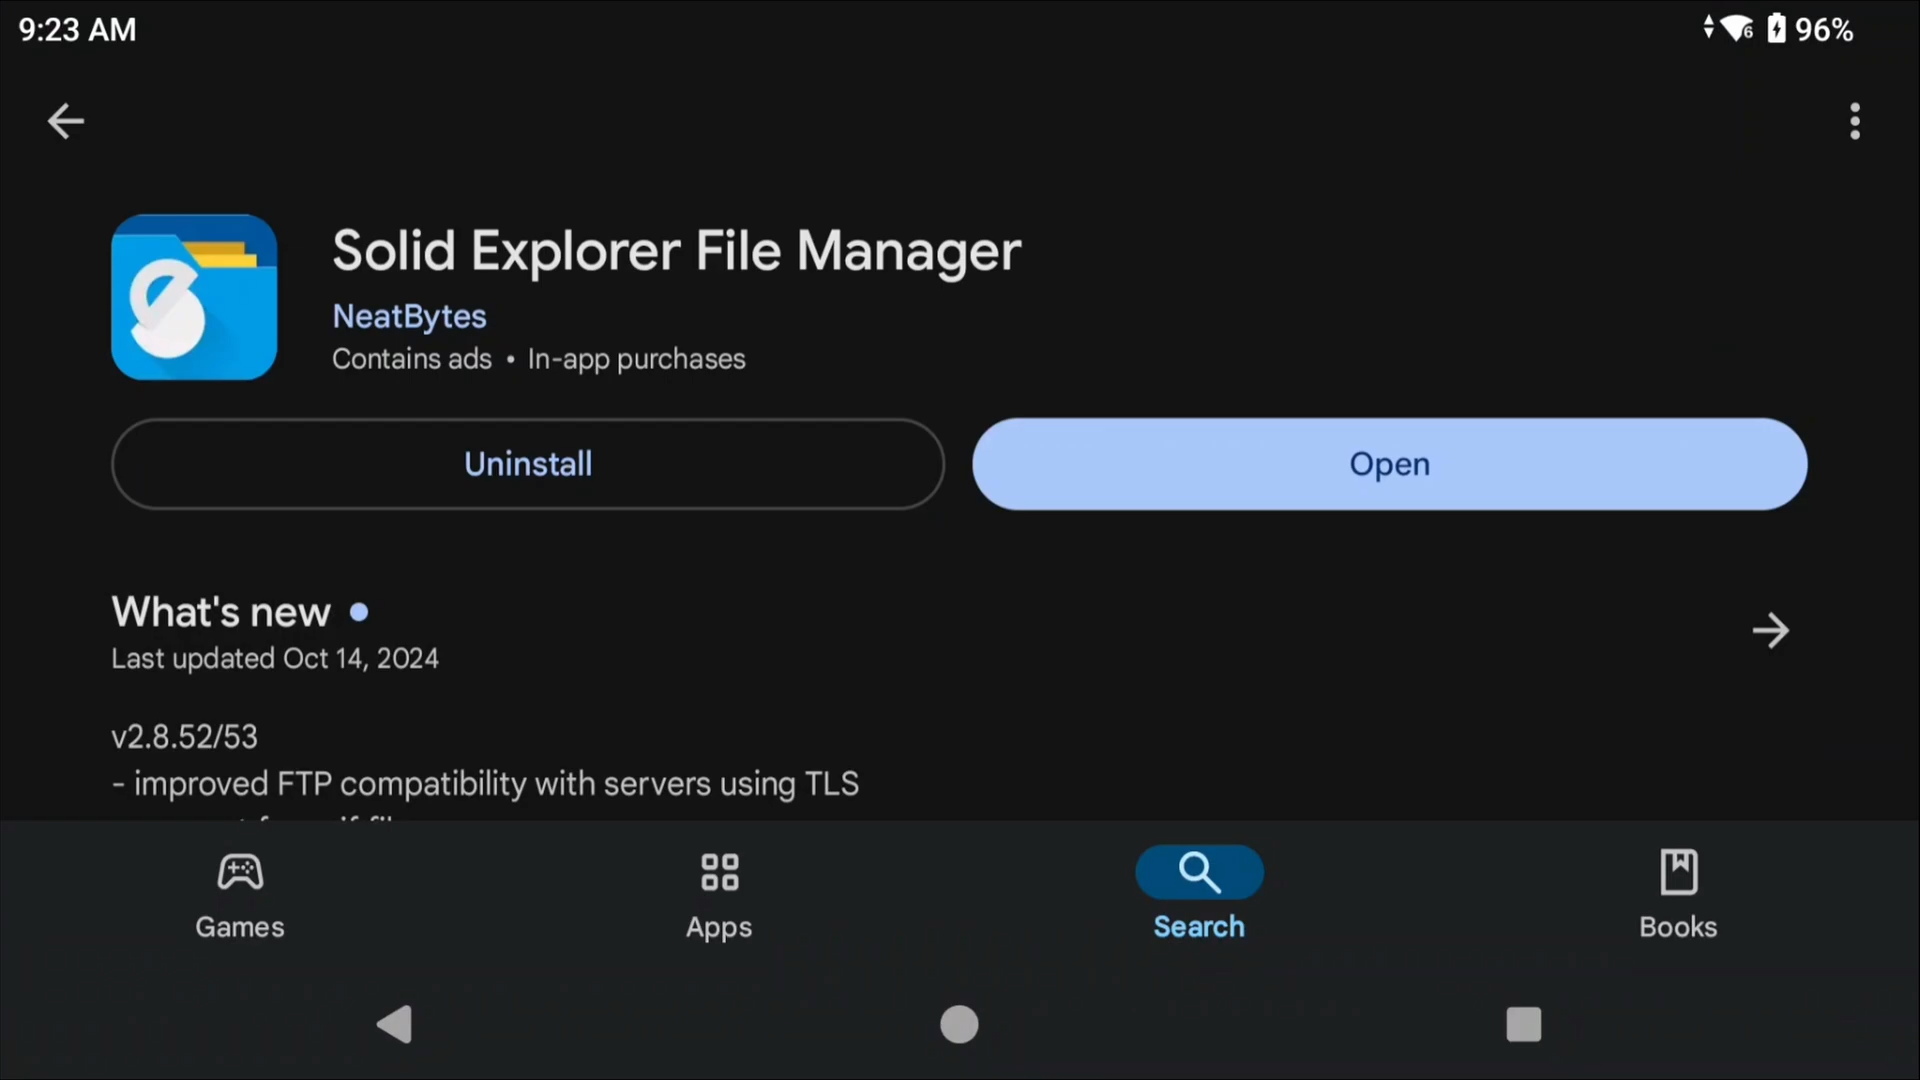 9:23 AM
6 96%
Solid Explorer File Manager
NeatBytes
Contains ads • In-app purchases
Uninstall
Open
What's new
Last updated Oct 14, 2024
v2.8.52/53
- improved FTP compatibility with servers using TLS
Games
Apps
Search
Books